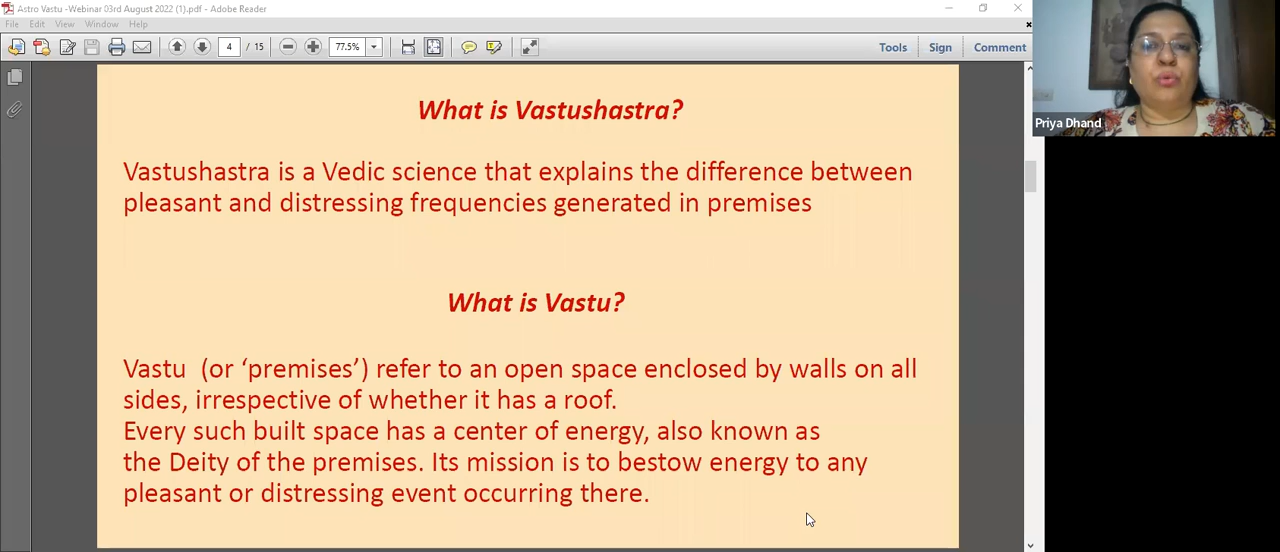 Astro Vastu -Webinar 03rd August 2022 (1).pdf - Adobe Reader
File Edit View Window Help
4 / 15 77.5% Tools Sign Comment
Priya Dhand
What is Vastushastra?
Vastushastra is a Vedic science that explains the difference between
pleasant and distressing frequencies generated in premises
What is Vastu?
Vastu (or ‘premises’) refer to an open space enclosed by walls on all
sides, irrespective of whether it has a roof.
Every such built space has a center of energy, also known as
the Deity of the premises. Its mission is to bestow energy to any
pleasant or distressing event occurring there.